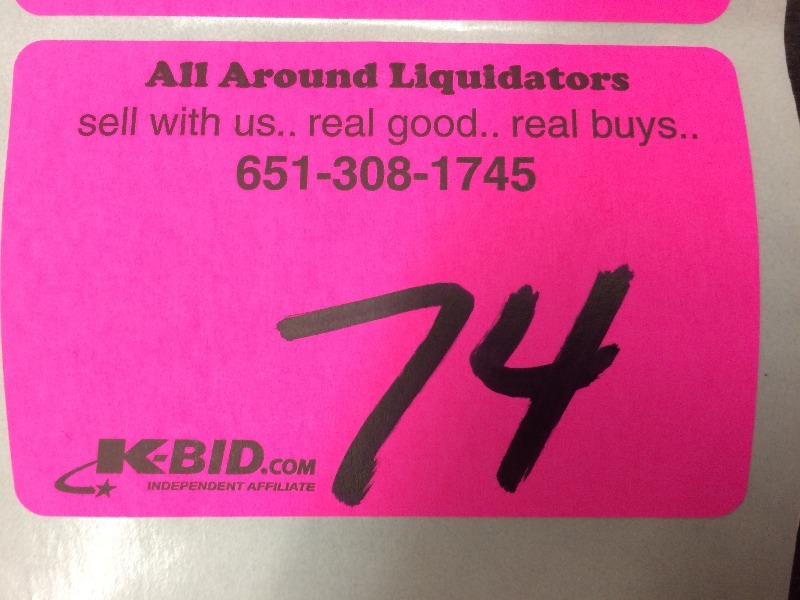 All Around Liquidators
sell with us.. real good.. real buys..
651-308-1745
74
K-BID.COM
INDEPENDENT AFFILIATE